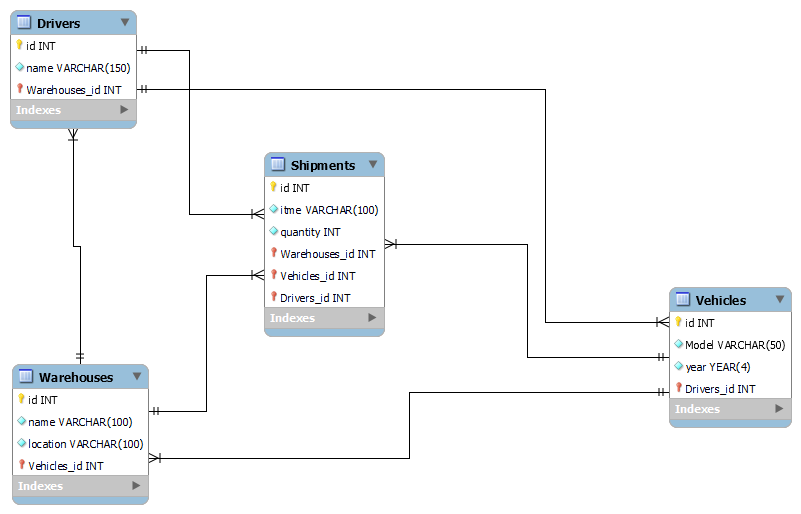 Drivers
id INT
name VARCHAR(150)
Warehouses_id INT
Indexes
Shipments
id INT
itme VARCHAR(100)
quantity INT
Warehouses_id INT
Vehicles_id INT
Drivers_id INT
Indexes
Vehicles
id INT
Model VARCHAR(50)
year YEAR(4)
Drivers_id INT
Indexes
Warehouses
id INT
name VARCHAR(100)
location VARCHAR(100)
Vehicles_id INT
Indexes